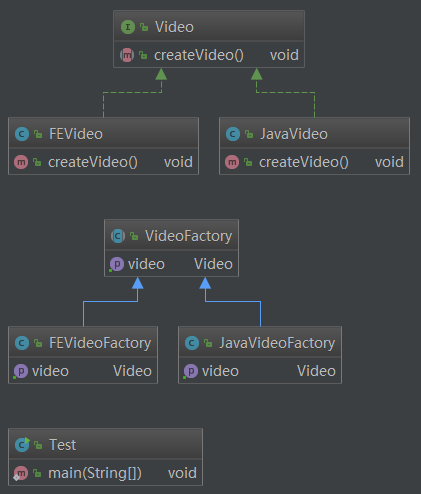 Video
createVideo() void
FEVideo
createVideo() void
JavaVideo
createVideo() void
VideoFactory
video Video
FEVideoFactory
video Video
JavaVideoFactory
video Video
Test
main(String[]) void